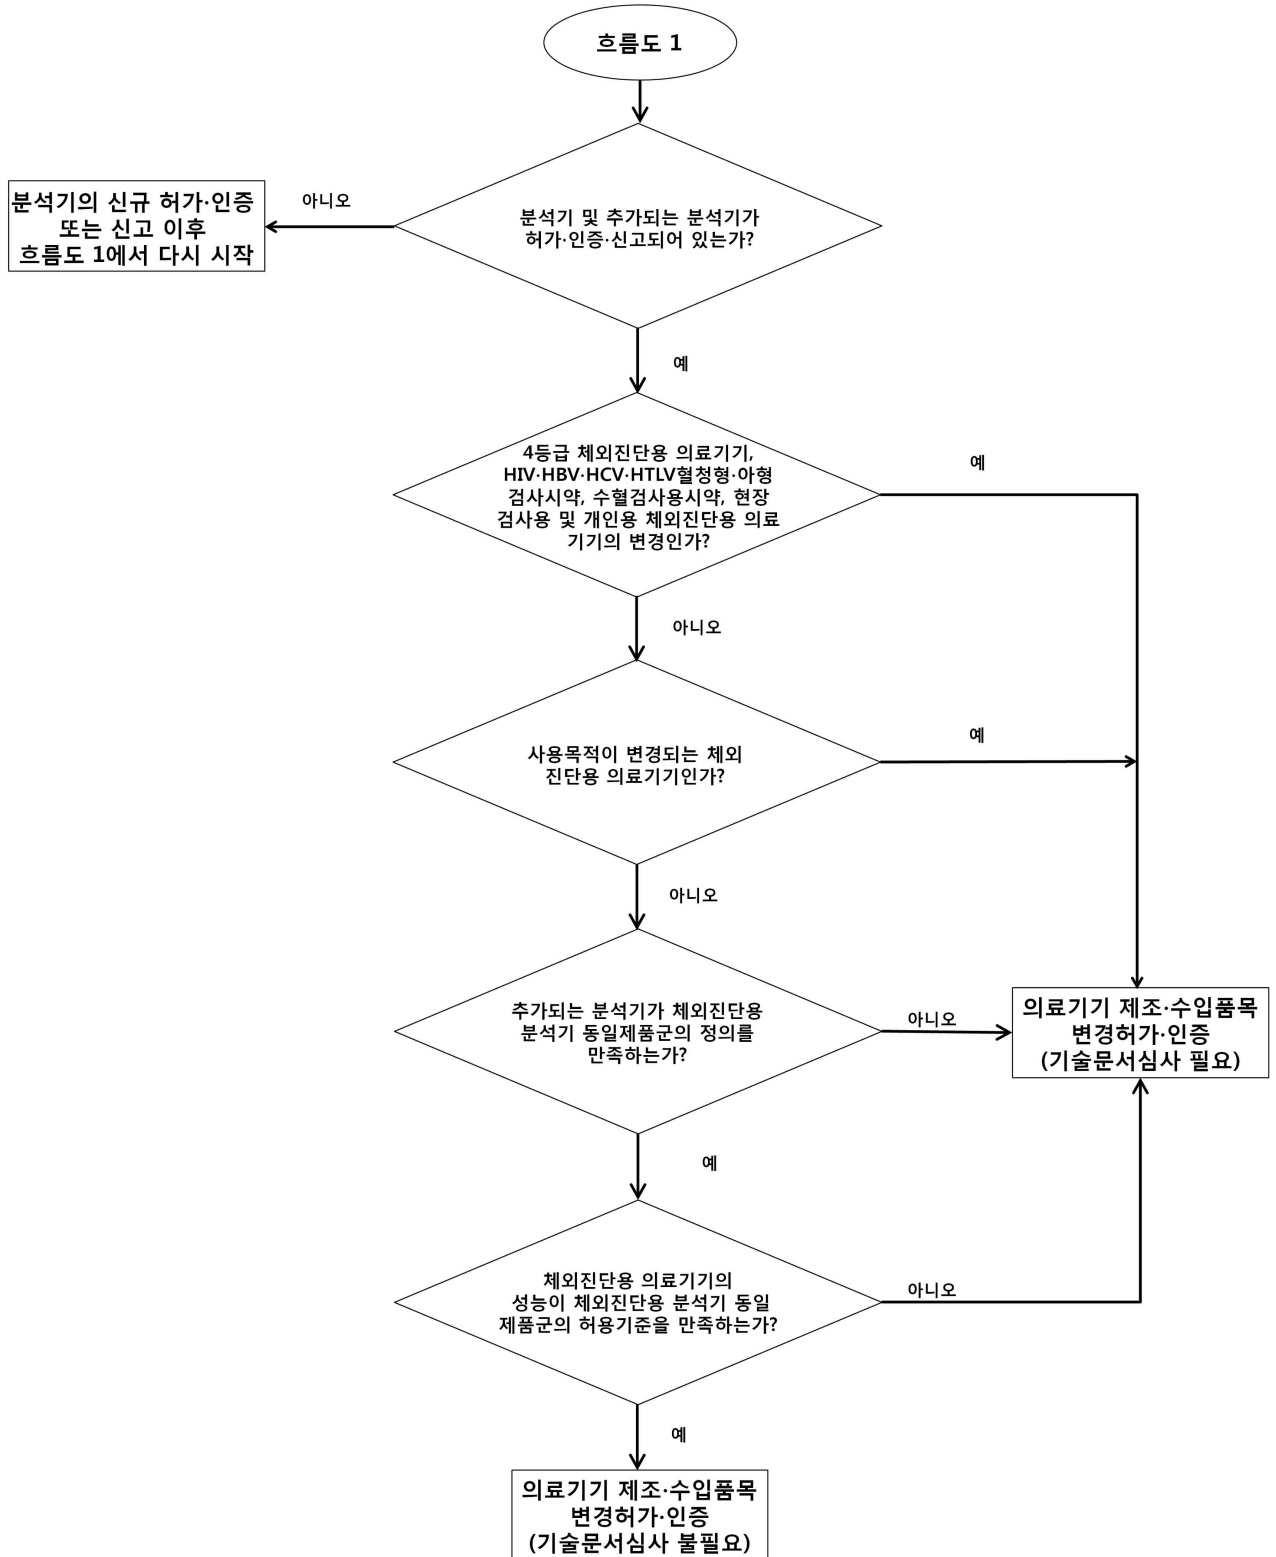 흐름도 1
분석기 및 추가되는 분석기가
허가·인증·신고되어 있는가?
아니오
분석기의 신규 허가·인증
또는 신고 이후
흐름도 1에서 다시 시작
예
4등급 체외진단용 의료기기,
HIV·HBV·HCV·HTLV혈청형·아형
검사시약, 수혈검사용시약, 현장
검사용 및 개인용 체외진단용 의료
기기의 변경인가?
예
아니오
사용목적이 변경되는 체외
진단용 의료기기인가?
예
아니오
추가되는 분석기가 체외진단용
분석기 동일제품군의 정의를
만족하는가?
아니오
의료기기 제조·수입품목
변경허가·인증
(기술문서심사 필요)
예
체외진단용 의료기기의
성능이 체외진단용 분석기 동일
제품군의 허용기준을 만족하는가?
아니오
예
의료기기 제조·수입품목
변경허가·인증
(기술문서심사 불필요)